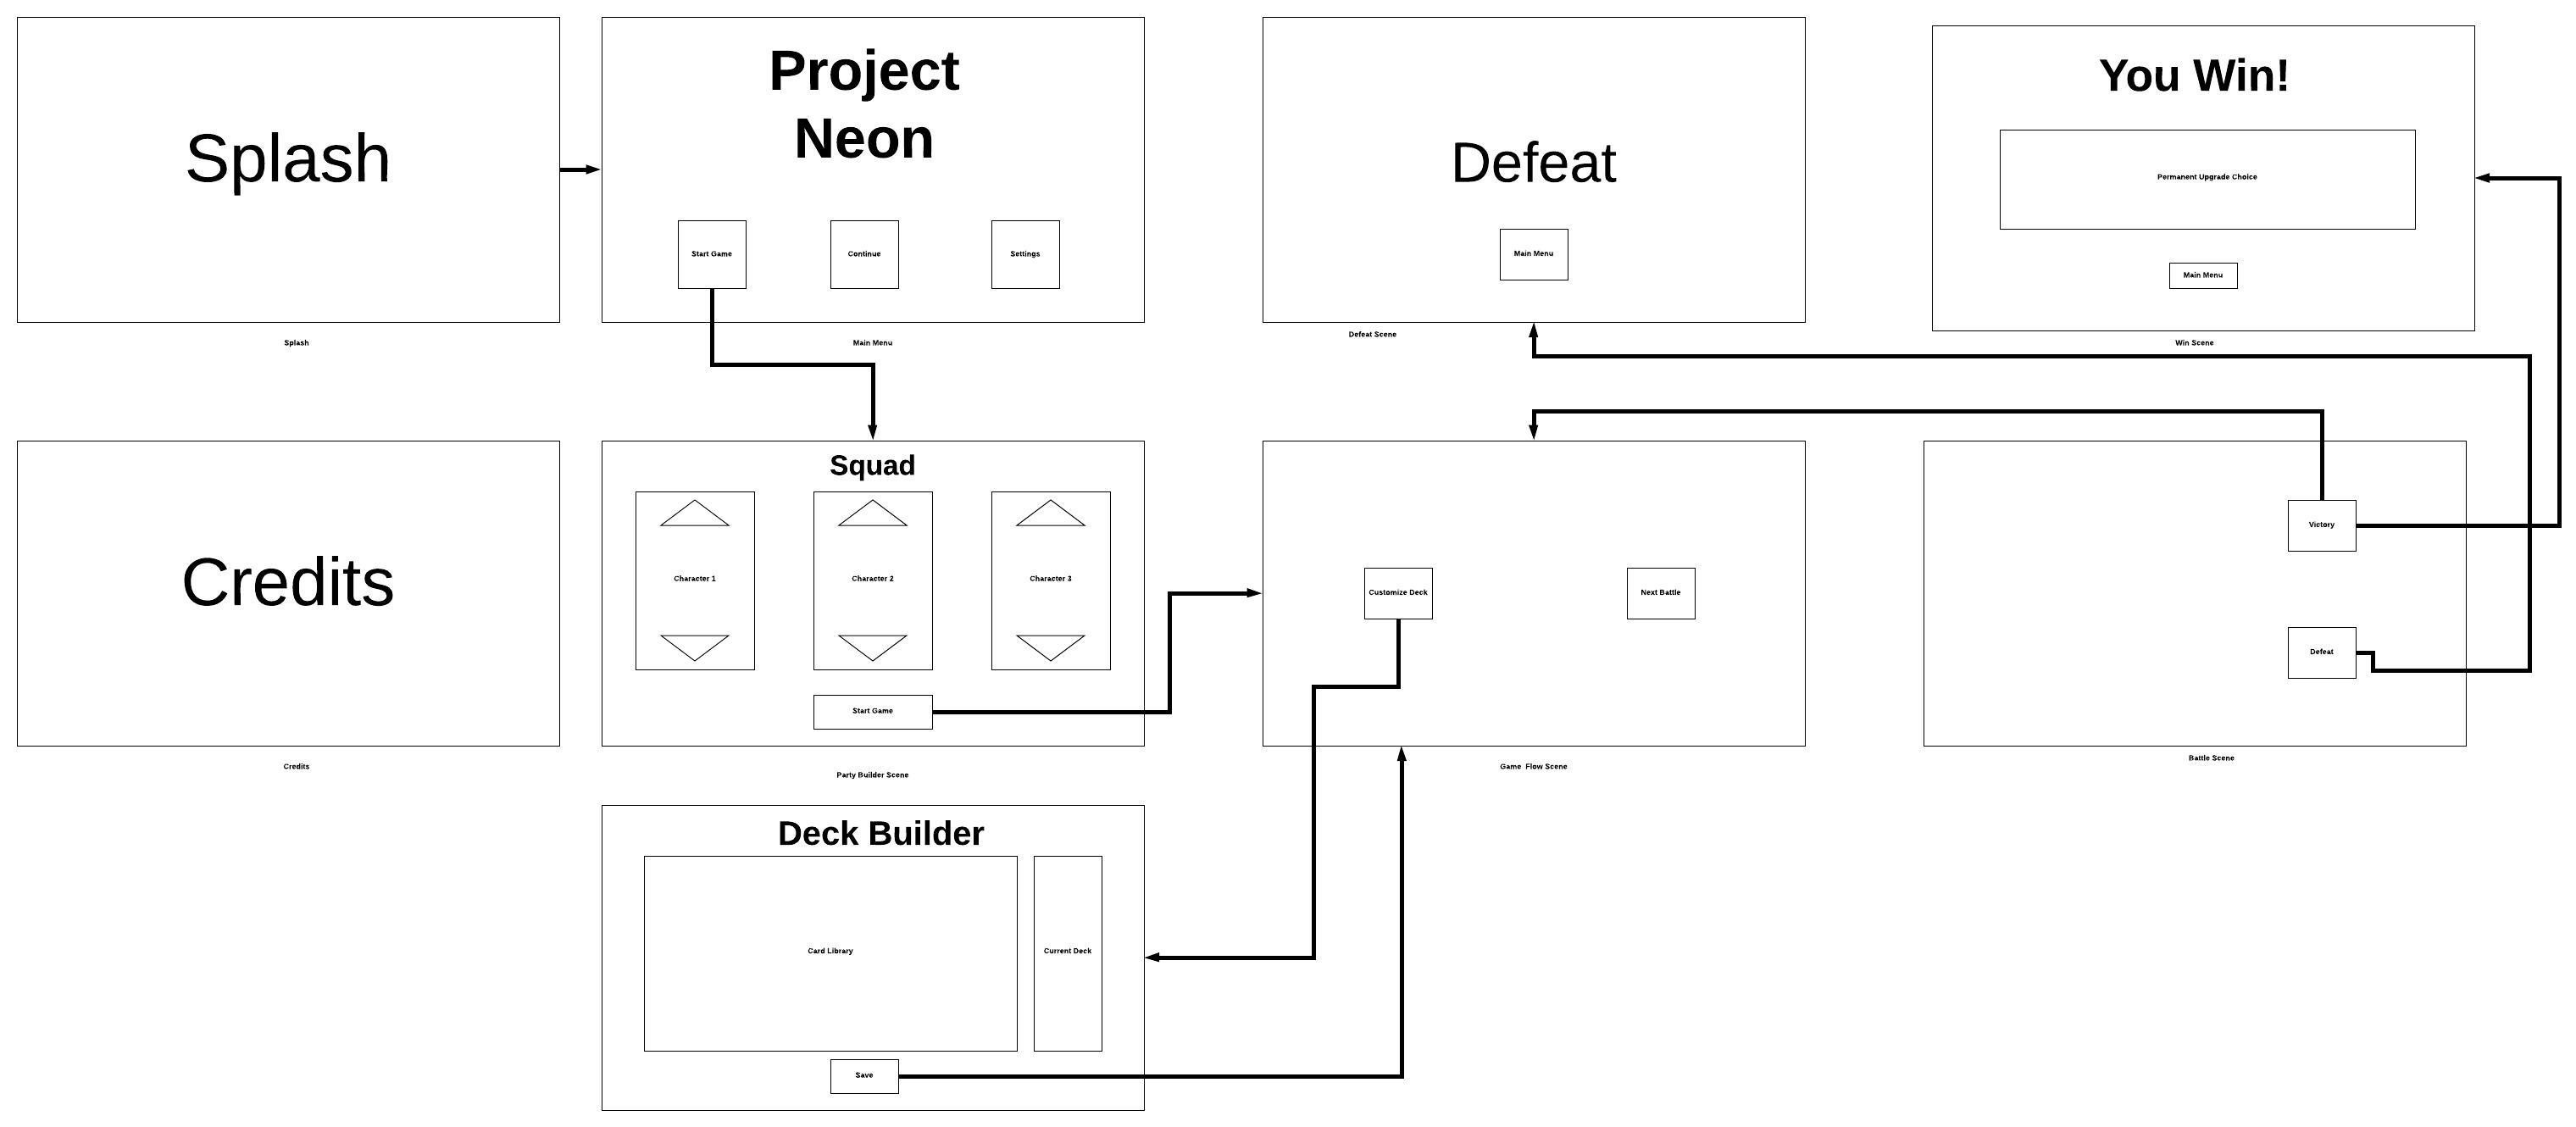 Splash
Splash
Project
Neon
Start Game
Continue
Settings
Main Menu
Defeat
Main Menu
Defeat Scene
You Win!
Permanent Upgrade Choice
Main Menu
Win Scene
Credits
Credits
Squad
Character 1
Character 2
Character 3
Start Game
Party Builder Scene
Customize Deck
Next Battle
Game  Flow Scene
Victory
Defeat
Battle Scene
Deck Builder
Card Library
Current Deck
Save